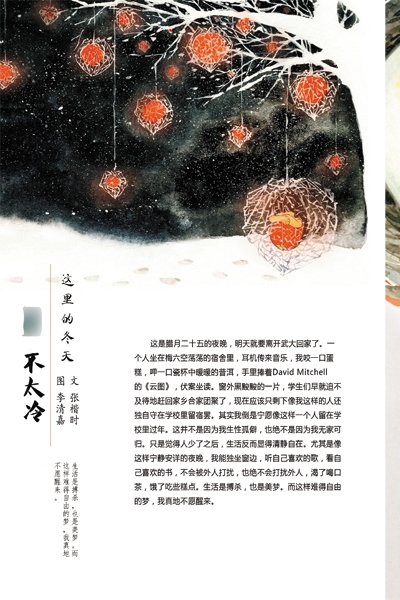 这里的冬天
不太冷
文 张楷时
图 李清嘉
生活是搏杀，也是美梦。而
这样难得自由的梦，我真地
不愿醒来。
这是腊月二十五的夜晚，明天就要离开武大回家了。一
个人坐在梅六空荡荡的宿舍里，耳机传来音乐，我咬一口蛋
糕，呷一口瓷杯中暖暖的普洱，手里捧着David Mitchell
的《云图》，伏案坐读。窗外黑黢黢的一片，学生们早就迫不
及待地赶回家乡合家团聚了，现在应该只剩下像我这样的人还
独自守在学校里留宿罢。其实我倒是宁愿像这样一个人留在学
校里过年。这并不是因为我生性孤僻，也绝不是因为我无家可
归。只是觉得人少了之后，生活反而显得清静自在。尤其是像
这样宁静安详的夜晚，我能独坐窗边，听自己喜欢的歌，看自
己喜欢的书，不会被外人打扰，也绝不会打扰外人，渴了喝口
茶，饿了吃些糕点。生活是搏杀，也是美梦。而这样难得自由
的梦，我真地不愿醒来。